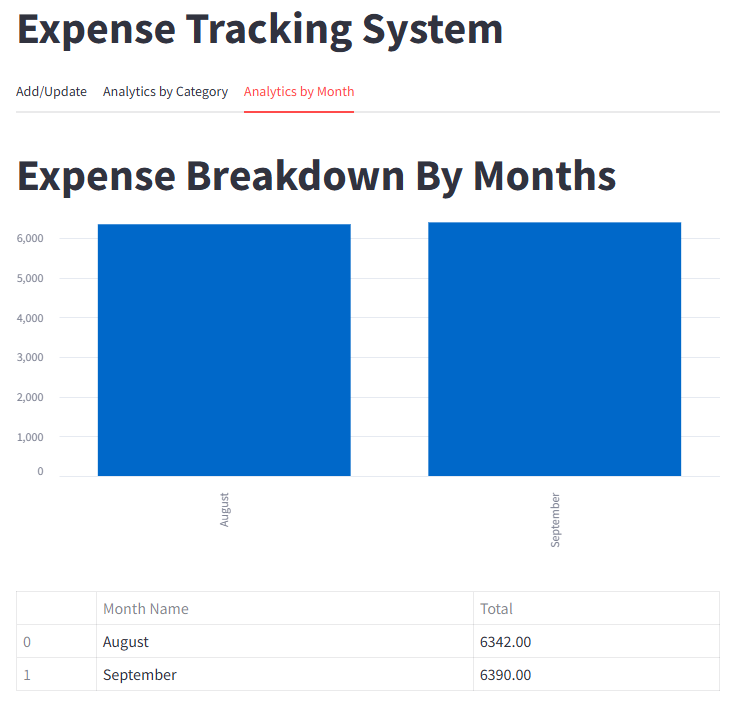 Expense Tracking System
Add/Update Analytics by Category Analytics by Month
Expense Breakdown By Months
6,000
5,000
4,000
3,000
2,000
1,000
0
August September
Month Name Total
0 August 6342.00
1 September 6390.00